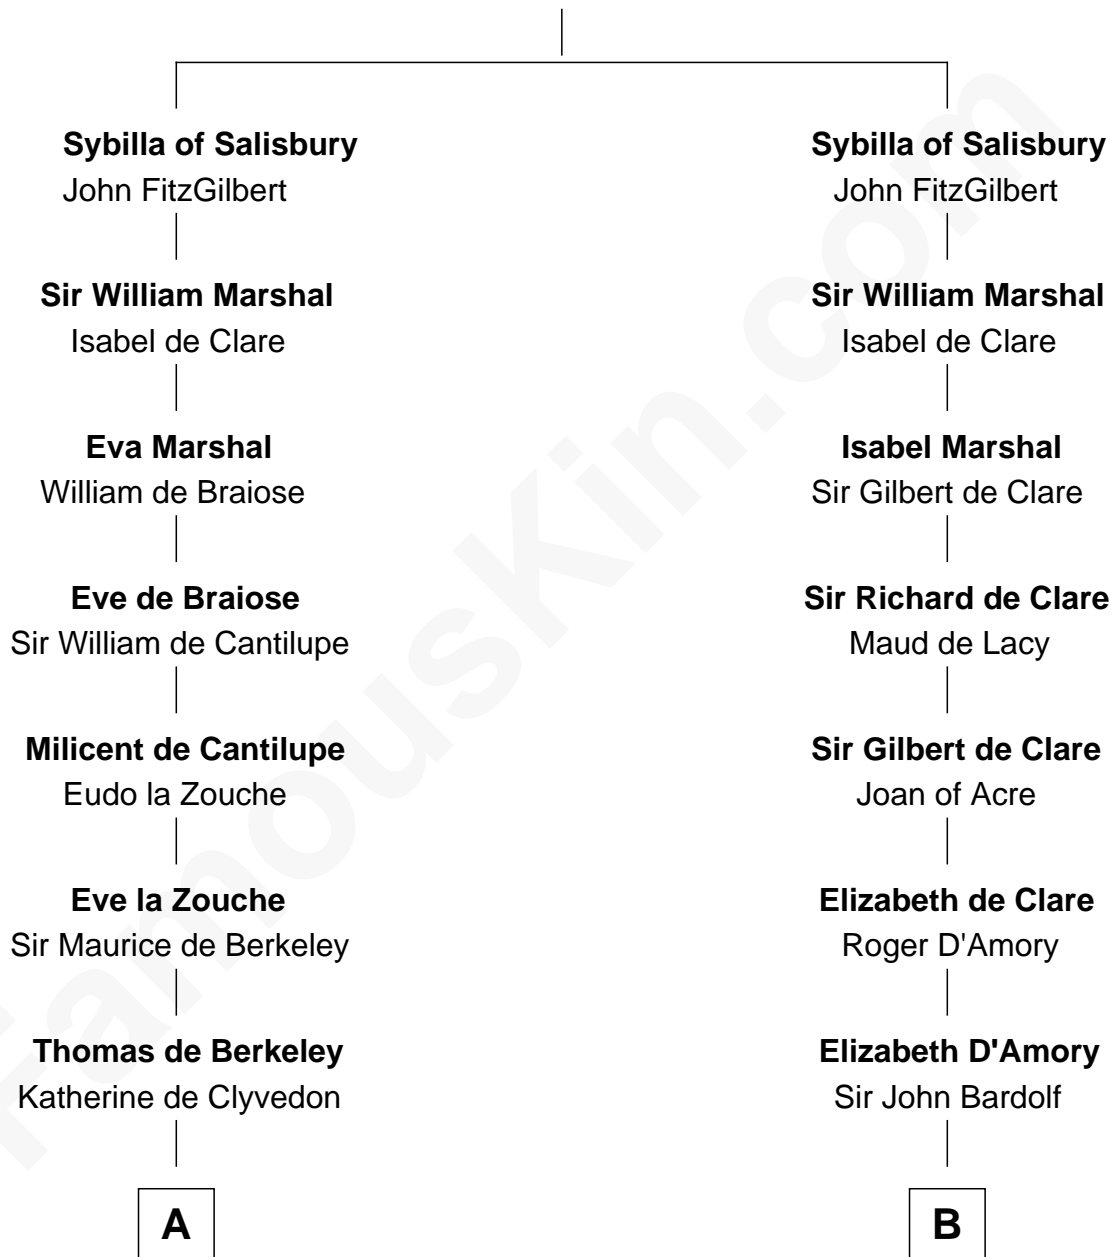 Sybilla of Salisbury
John FitzGilbert
Sir William Marshal
Isabel de Clare
Eva Marshal
William de Braiose
Eve de Braiose
Sir William de Cantilupe
Milicent de Cantilupe
Eudo la Zouche
Eve la Zouche
Sir Maurice de Berkeley
Thomas de Berkeley
Katherine de Clyvedon
A
Sybilla of Salisbury
John FitzGilbert
Sir William Marshal
Isabel de Clare
Isabel Marshal
Sir Gilbert de Clare
Sir Richard de Clare
Maud de Lacy
Sir Gilbert de Clare
Joan of Acre
Elizabeth de Clare
Roger D'Amory
Elizabeth D'Amory
Sir John Bardolf
B
FamousKin.com